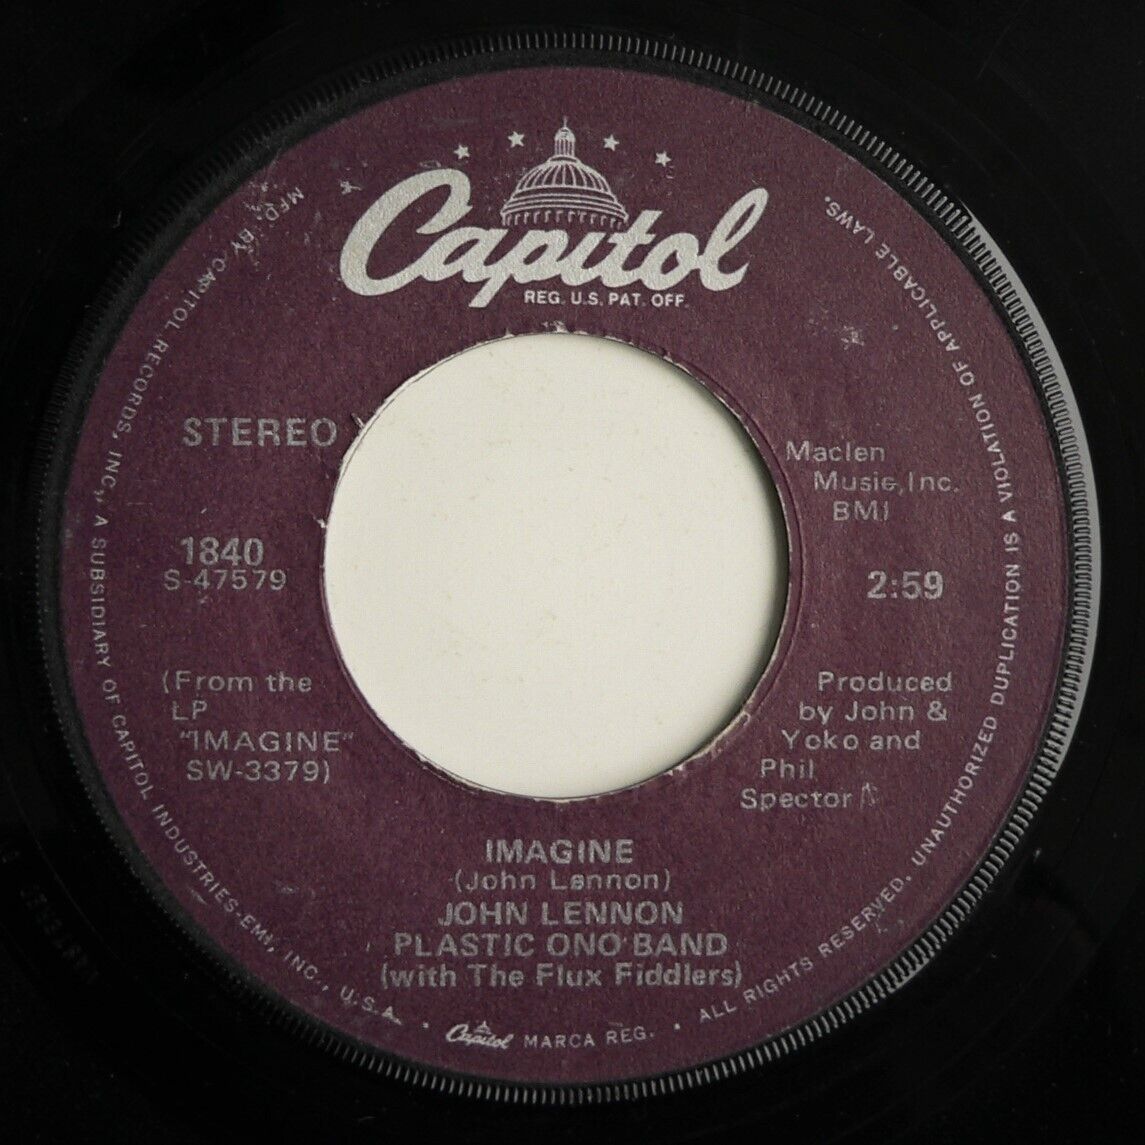 Capitol
REG. U.S. PAT. OFF.
STEREO
1840
S-47579
(From the
LP
"IMAGINE"
SW-3379)
Maclen
Music, Inc.
BMI
2:59
Produced
by John &
Yoko and
Phil
Spector
IMAGINE
(John Lennon)
JOHN LENNON
PLASTIC ONO BAND
(with The Flux Fiddlers)
MFD. BY CAPITOL RECORDS, INC., A SUBSIDIARY OF CAPITOL INDUSTRIES-EMI, INC., U.S.A. • Capitol MARCA REG. • ALL RIGHTS RESERVED. UNAUTHORIZED DUPLICATION IS A VIOLATION OF APPLICABLE LAWS.